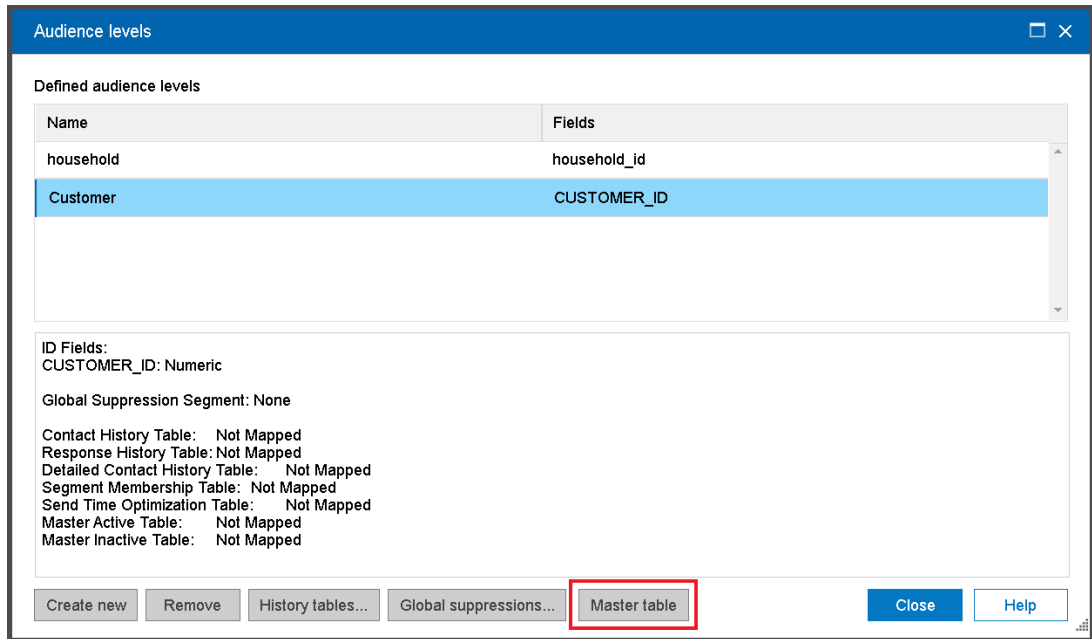 Audience levels
Defined audience levels
Name Fields
household household_id
Customer CUSTOMER_ID
ID Fields:
CUSTOMER_ID: Numeric
Global Suppression Segment: None
Contact History Table: Not Mapped
Response History Table: Not Mapped
Detailed Contact History Table: Not Mapped
Segment Membership Table: Not Mapped
Send Time Optimization Table: Not Mapped
Master Active Table: Not Mapped
Master Inactive Table: Not Mapped
Create new Remove History tables... Global suppressions... Master table Close Help